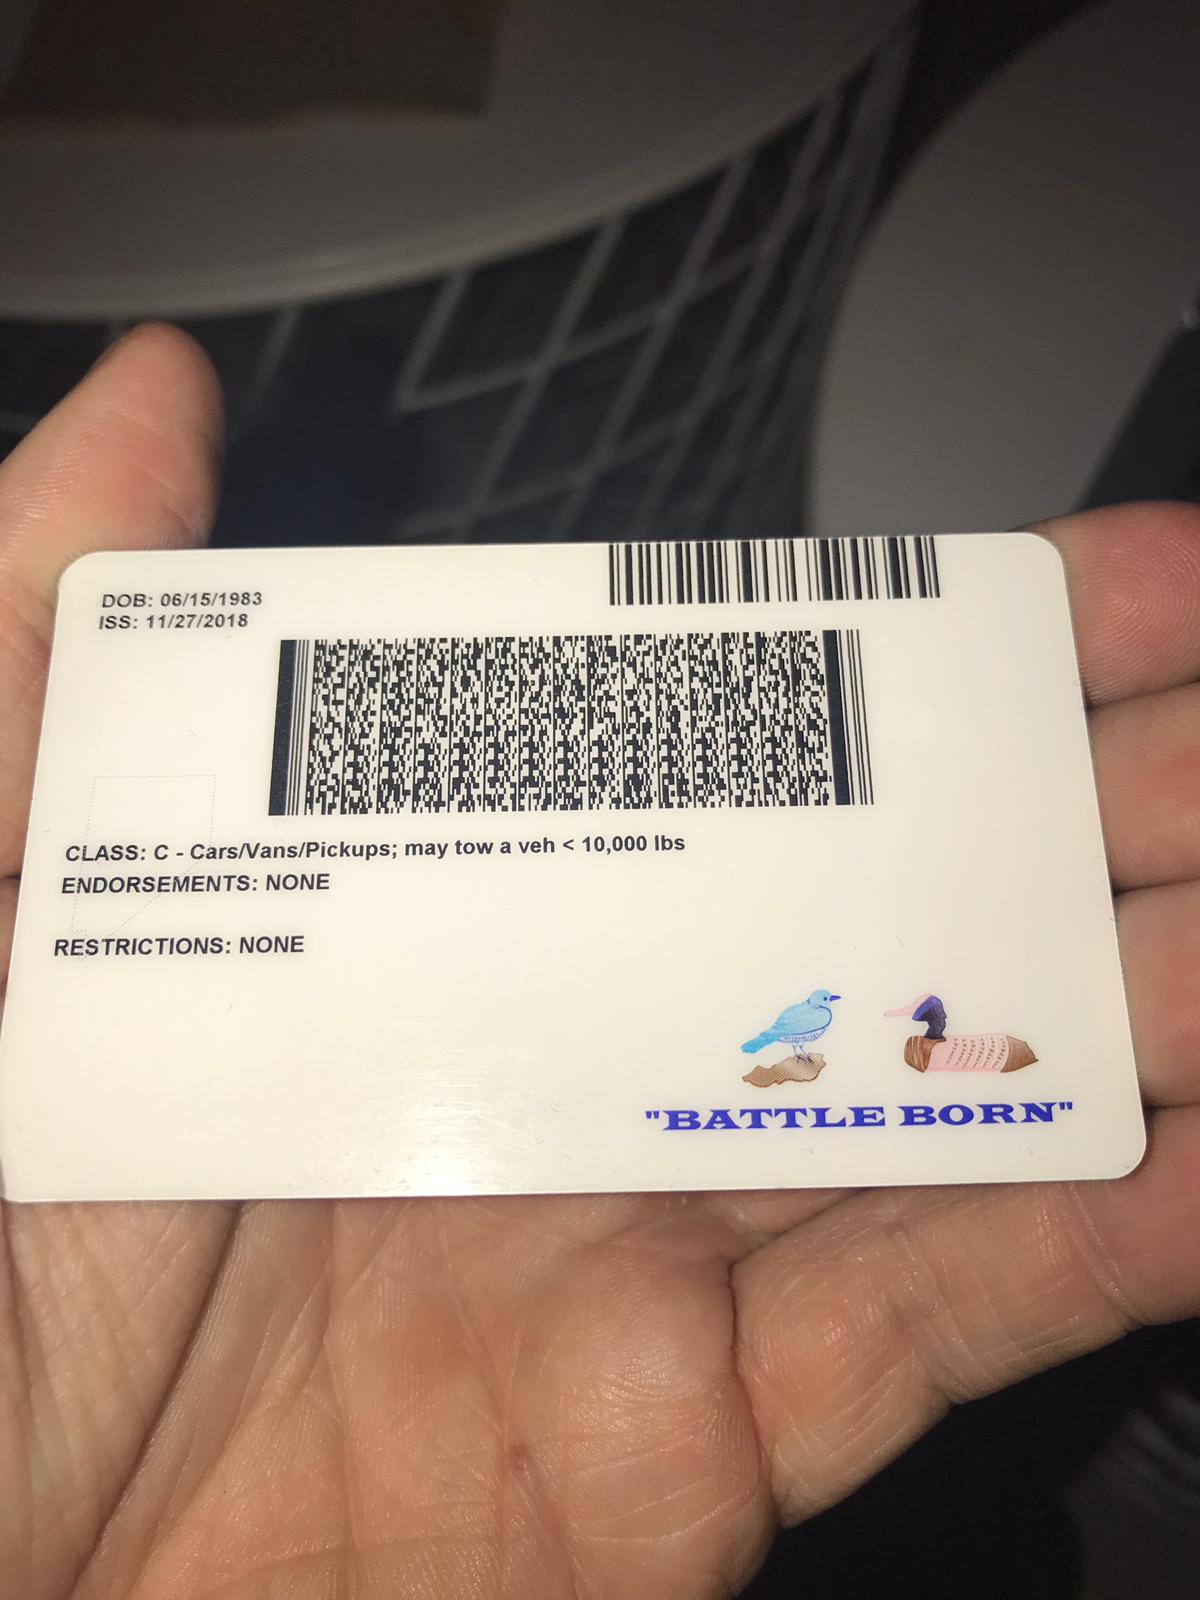 DOB: 06/15/1983
ISS: 11/27/2018
CLASS: C - Cars/Vans/Pickups; may tow a veh < 10,000 lbs
ENDORSEMENTS: NONE
RESTRICTIONS: NONE
"BATTLE BORN"